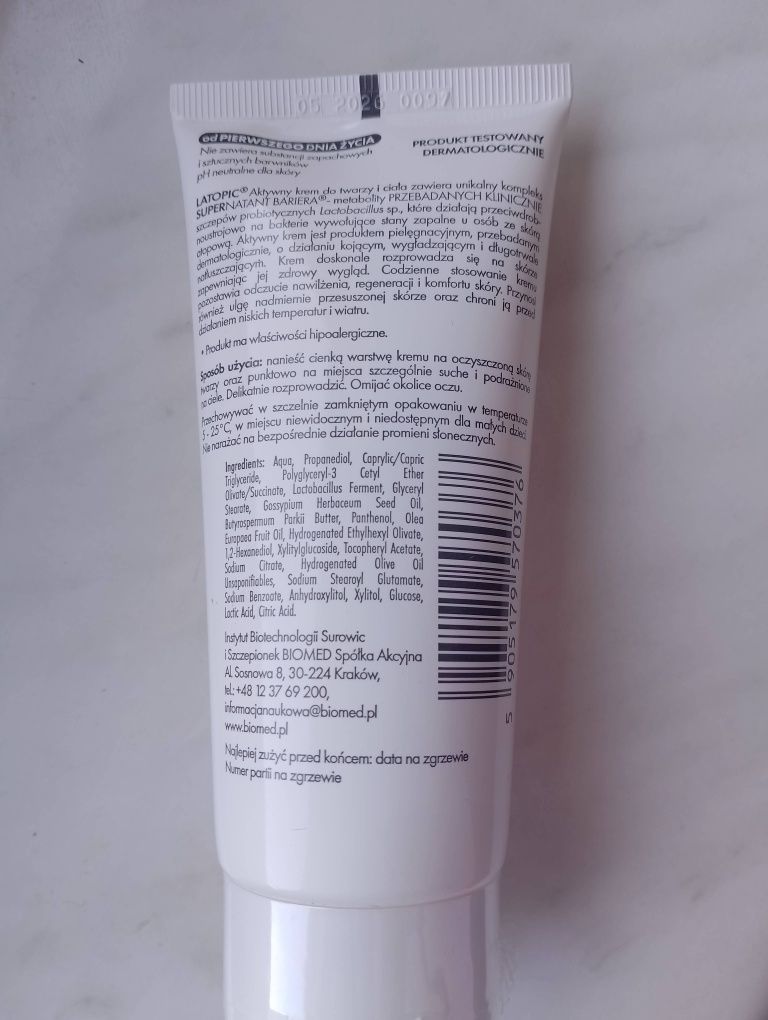 05 2026 0097
od PIERWSZEGO DNIA ŻYCIA
Nie zawiera substancji zapachowych
i sztucznych barwników
pH neutralne dla skóry
PRODUKT TESTOWANY
DERMATOLOGICZNIE
LATOPIC® Aktywny krem do twarzy i ciała zawiera unikalny kompleks
SUPERNATANT BARIERA®- metabolity PRZEBADANYCH KLINICZNIE
szczepów probiotycznych Lactobacillus sp., które działają przeciwdrob-
noustrojowo na bakterie wywołujące stany zapalne u osób ze skórą
atopową. Aktywny krem jest produktem pielęgnacyjnym, przebadanym
dermatologicznie, o działaniu kojącym, wygładzającym i długotrwale
natłuszczającym. Krem doskonale rozprowadza się na skórze
zapewniając jej zdrowy wygląd. Codzienne stosowanie kremu
pozostawia odczucie nawilżenia, regeneracji i komfortu skóry. Przynosi
również ulgę nadmiernie przesuszonej skórze oraz chroni ją przed
działaniem niskich temperatur i wiatru.
• Produkt ma właściwości hipoalergiczne.
Sposób użycia: nanieść cienką warstwę kremu na oczyszczoną skórę
twarzy oraz punktowo na miejsca szczególnie suche i podrażnione
na ciele. Delikatnie rozprowadzić. Omijać okolice oczu.
Przechowywać w szczelnie zamkniętym opakowaniu w temperaturze
5 - 25°C, w miejscu niewidocznym i niedostępnym dla małych dzieci.
Nie narażać na bezpośrednie działanie promieni słonecznych.
Ingredients: Aqua, Propanediol, Caprylic/Capric
Triglyceride, Polyglyceryl-3 Cetyl Ether
Olivate/Succinate, Lactobacillus Ferment, Glyceryl
Stearate, Gossypium Herbaceum Seed Oil,
Butyrospermum Parkii Butter, Panthenol, Olea
Europaea Fruit Oil, Hydrogenated Ethylhexyl Olivate,
1,2-Hexanediol, Xylitylglucoside, Tocopheryl Acetate,
Sodium Citrate, Hydrogenated Olive Oil
Unsaponifiables, Sodium Stearoyl Glutamate,
Sodium Benzoate, Anhydroxylitol, Xylitol, Glucose,
Lactic Acid, Citric Acid.
5 905179 570376
Instytut Biotechnologii Surowic
i Szczepionek BIOMED Spółka Akcyjna
Al. Sosnowa 8, 30-224 Kraków,
tel.: +48 12 37 69 200,
informacjanaukowa@biomed.pl
www.biomed.pl
Najlepiej zużyć przed końcem: data na zgrzewie
Numer partii na zgrzewie